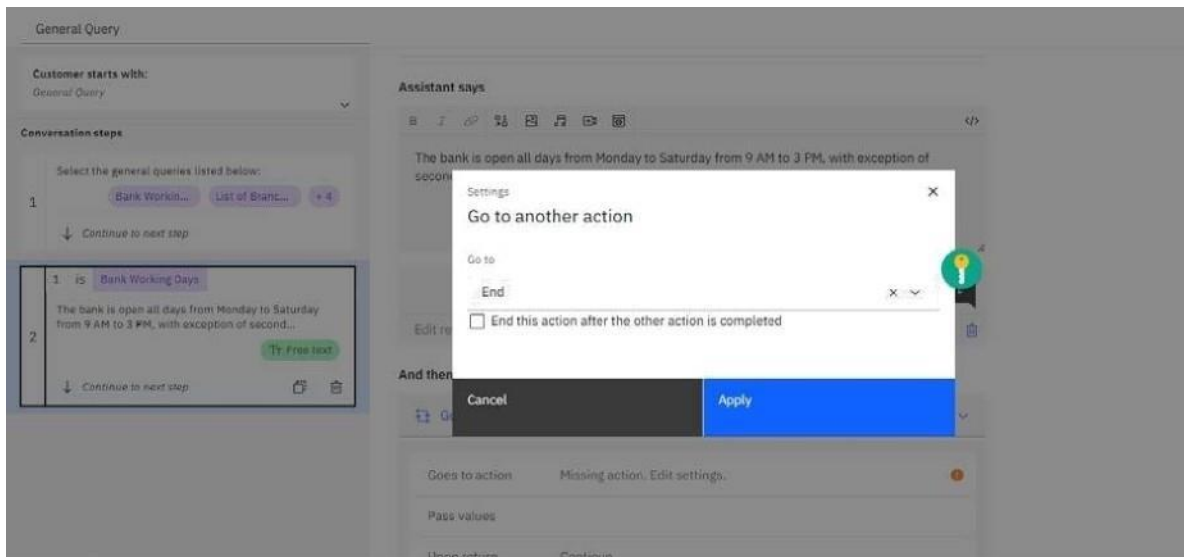 General Query
Customer starts with:
General Query
Conversation steps
1
Select the general queries listed below:
Bank Workin...
List of Branc...
+ 4
Continue to next step
2
1 is Bank Working Days
The bank is open all days from Monday to Saturday
from 9 AM to 3 PM, with exception of second...
Free text
Continue to next step
Assistant says
B I
</>
The bank is open all days from Monday to Saturday from 9 AM to 3 PM, with exception of
Settings
Go to another action
Go to
End
End this action after the other action is completed
Cancel
Apply
And then
Goes to action
Missing action. Edit settings.
Pass values
Upon return
Continue